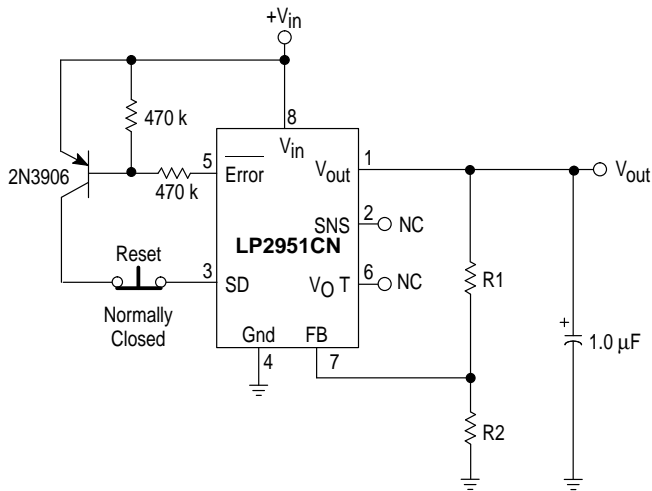 +Vin
470 k
8
Vin
2N3906
470 k
5
Error
Vout
1
Vout
SNS
2
NC
LP2951CN
Reset
3
SD
VO T
6
NC
R1
Normally
Closed
Gnd
FB
4
7
+
1.0 µF
R2